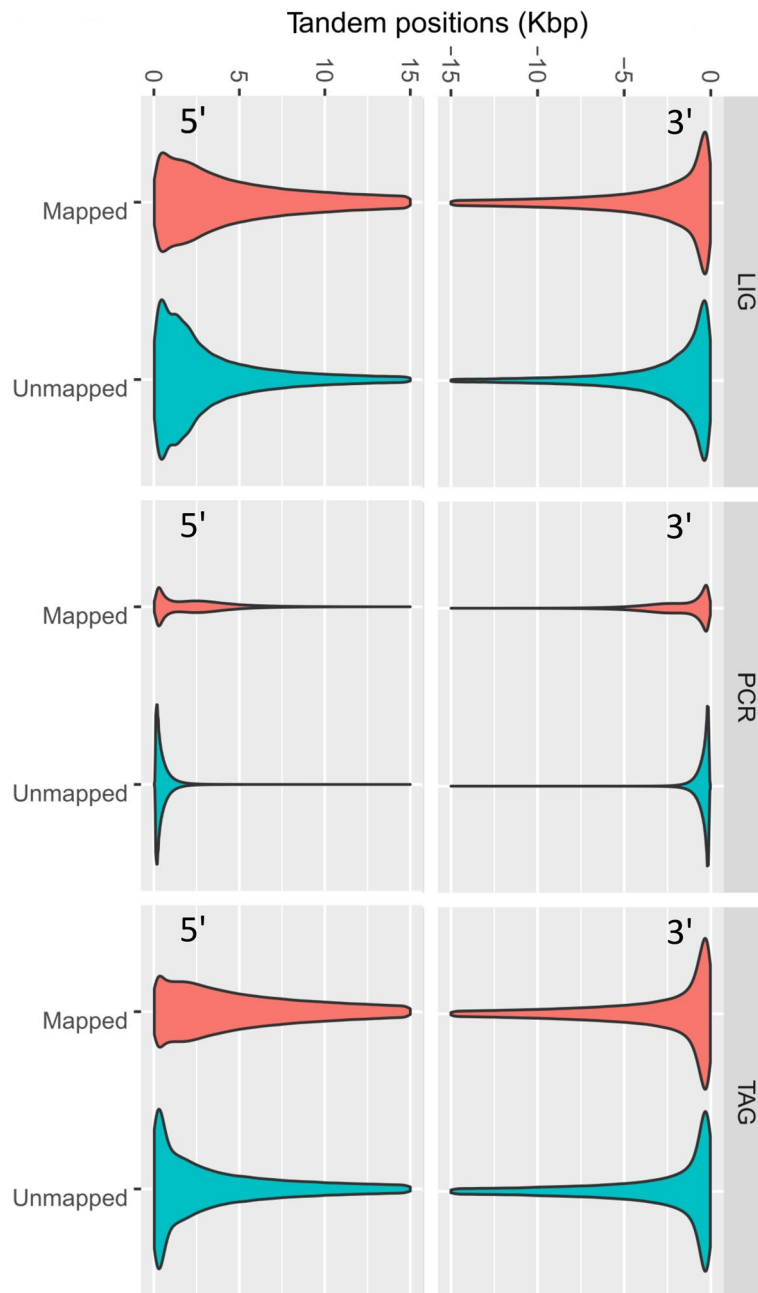 Tandem positions (Kbp)
0 5 10 15 −15 −10 −5 0
5' 3'
Mapped
LIG
Unmapped
5' 3'
Mapped
PCR
Unmapped
5' 3'
Mapped
TAG
Unmapped